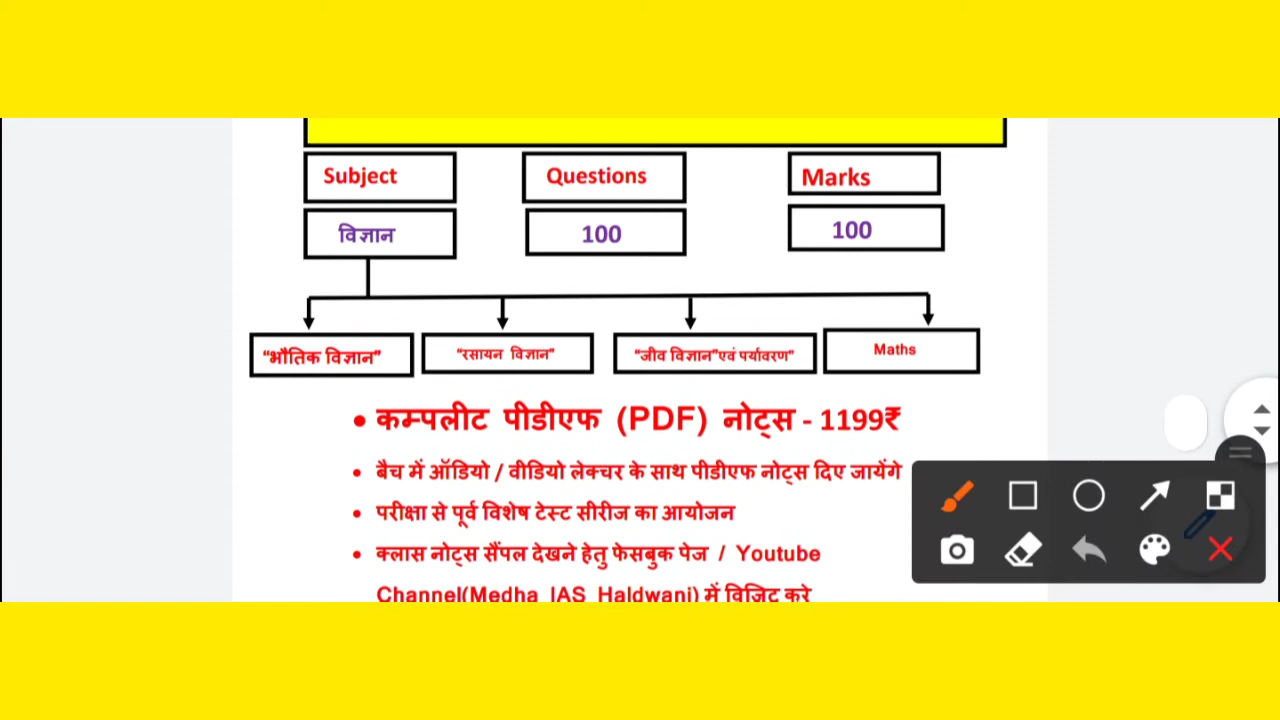 Subject Questions Marks
विज्ञान 100 100
“भौतिक विज्ञान” “रसायन विज्ञान” “जीव विज्ञान”एवं पर्यावरण” Maths
• कम्पलीट पीडीएफ (PDF) नोट्स - 1199₹
• बैच में ऑडियो / वीडियो लेक्चर के साथ पीडीएफ नोट्स दिए जायेंगे
• परीक्षा से पूर्व विशेष टेस्ट सीरीज का आयोजन
• क्लास नोट्स सैंपल देखने हेतु फेसबुक पेज / Youtube
Channel(Medha IAS Haldwani) में विजिट करे